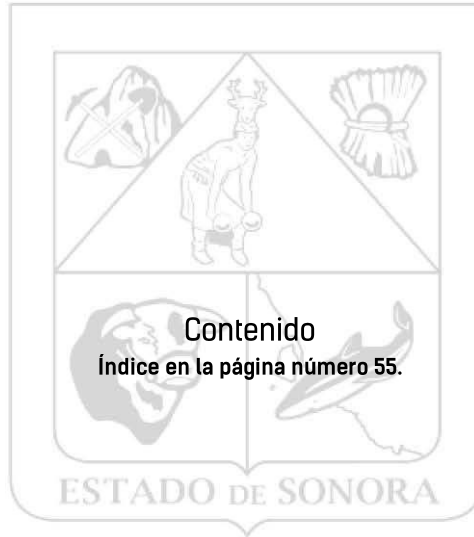 Contenido
Índice en la página número 55.
ESTADO DE SONORA